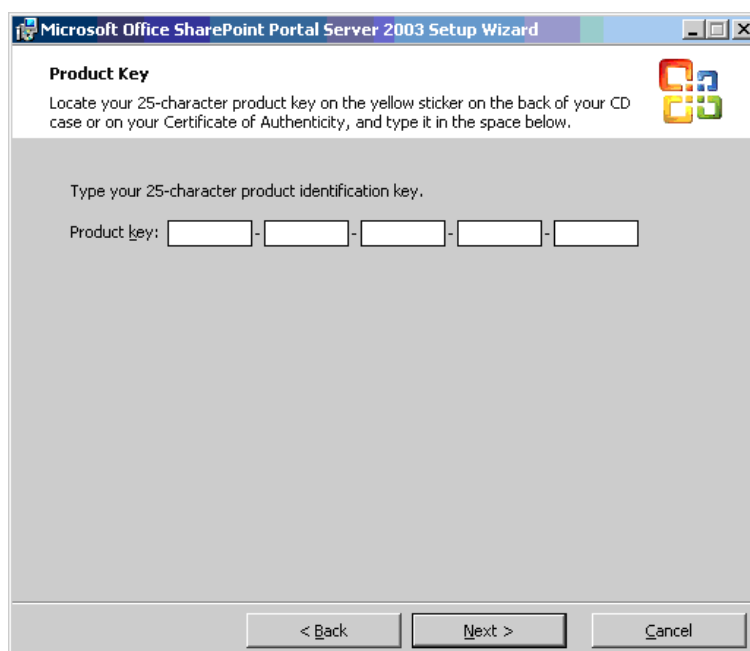 Microsoft Office SharePoint Portal Server 2003 Setup Wizard
Product Key
Locate your 25-character product key on the yellow sticker on the back of your CD
case or on your Certificate of Authenticity, and type it in the space below.
Type your 25-character product identification key.
Product key: - - - -
< Back Next > Cancel